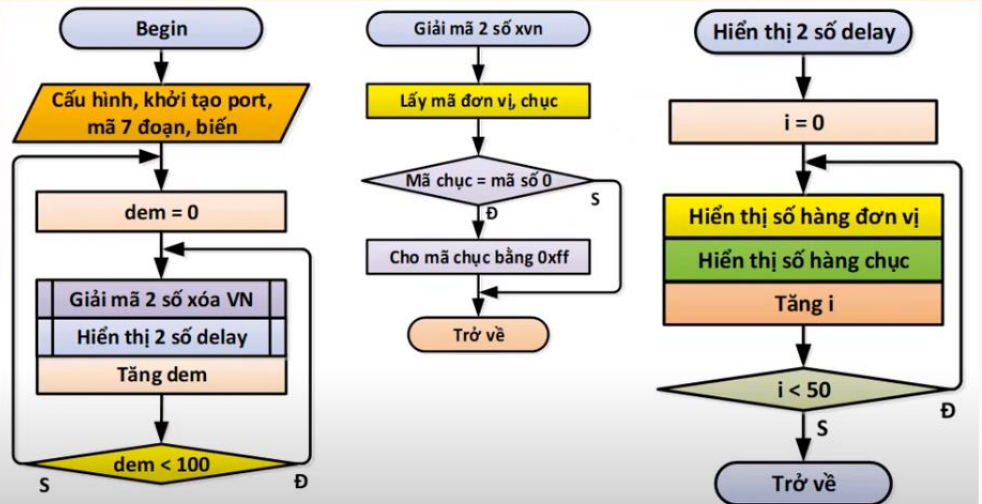 Begin
Cấu hình, khởi tạo port,
mã 7 đoạn, biến
dem = 0
Giải mã 2 số xóa VN
Hiển thị 2 số delay
Tăng dem
dem < 100
S
Đ
Giải mã 2 số xvn
Lấy mã đơn vị, chục
Mã chục = mã số 0
S
Đ
Cho mã chục bằng 0xff
Trở về
Hiển thị 2 số delay
i = 0
Hiển thị số hàng đơn vị
Hiển thị số hàng chục
Tăng i
i < 50
Đ
S
Trở về